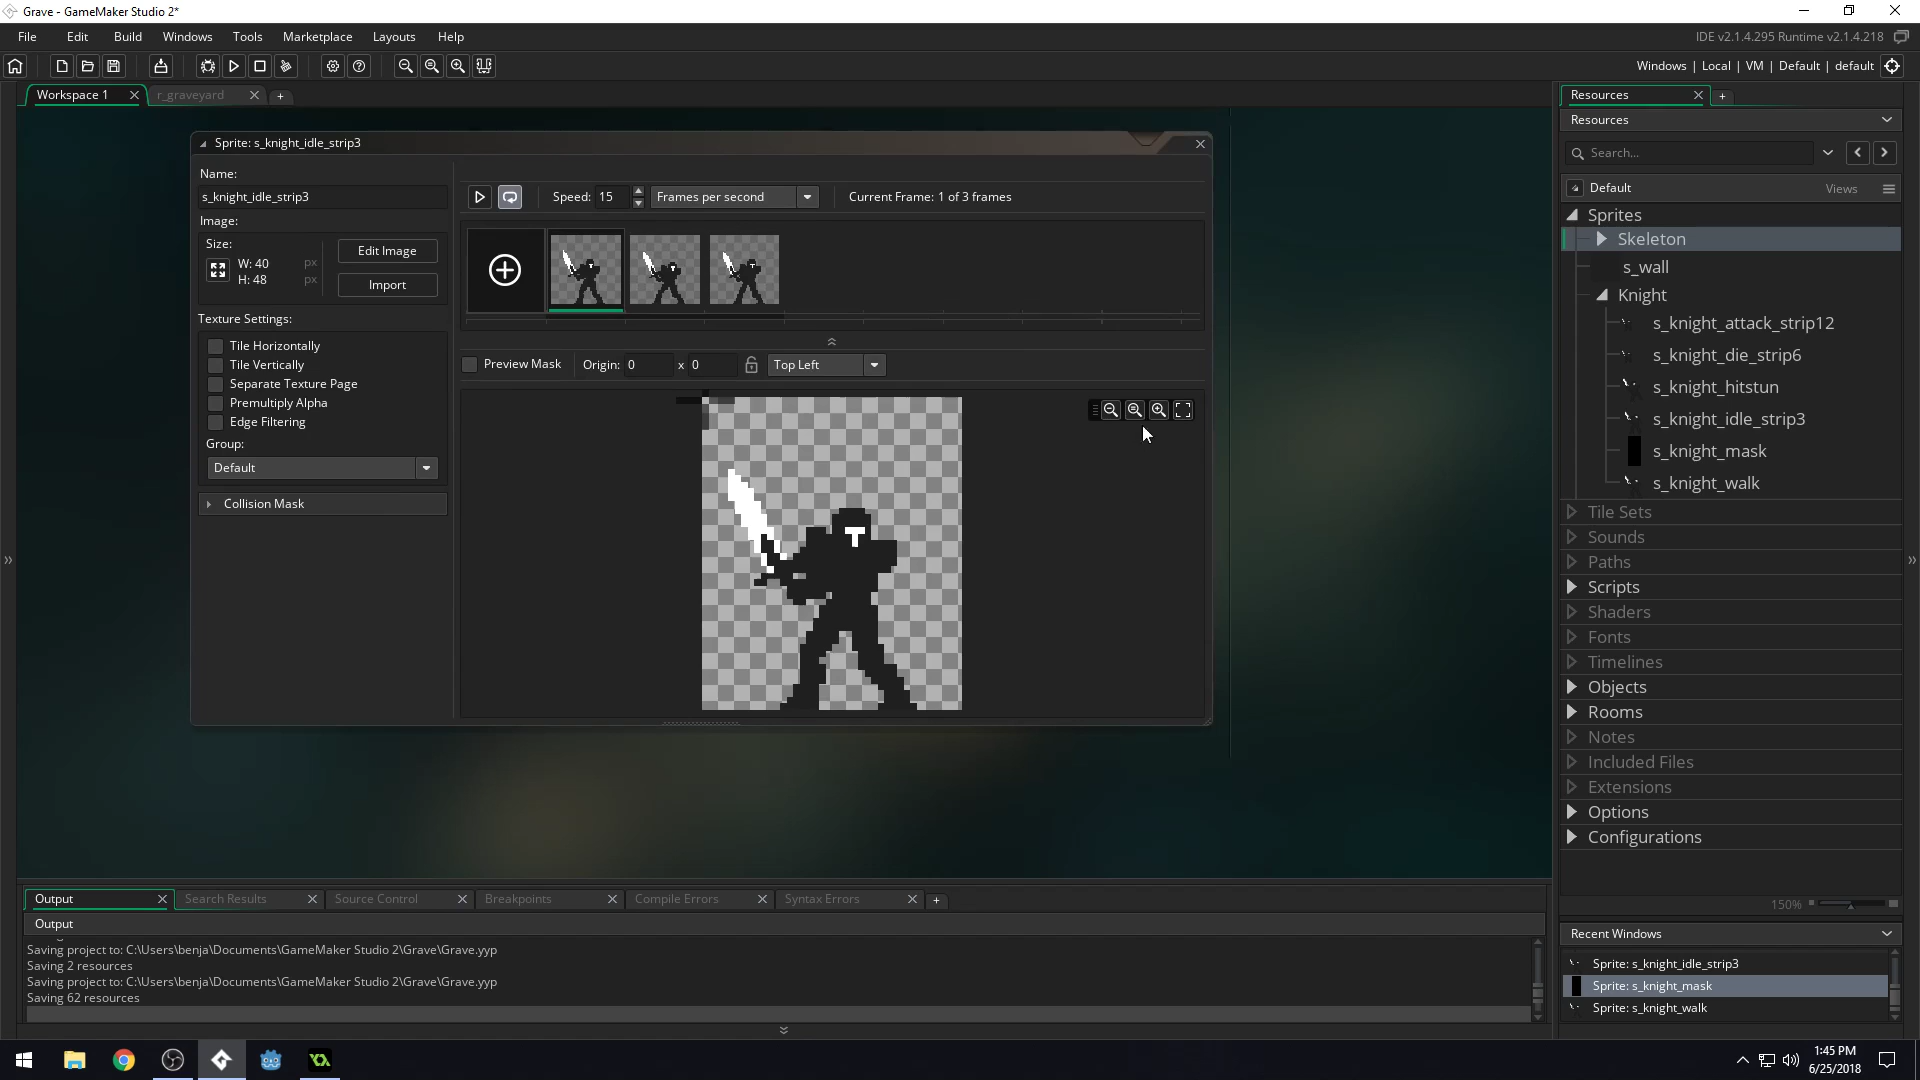 Grave - GameMaker Studio 2*
File Edit Build Windows Tools Marketplace Layouts Help
IDE v2.1.4.295 Runtime v2.1.4.218
Windows | Local | VM | Default | default
Workspace 1
r_graveyard
Sprite: s_knight_idle_strip3
Name:
s_knight_idle_strip3
Image:
Size:
W: 40 px
H: 48 px
Edit Image
Import
Texture Settings:
Tile Horizontally
Tile Vertically
Separate Texture Page
Premultiply Alpha
Edge Filtering
Group:
Default
Collision Mask
Speed: 15 Frames per second Current Frame: 1 of 3 frames
Preview Mask Origin: 0 x 0 Top Left
Resources
Resources
Search...
Default Views
Sprites
Skeleton
s_wall
Knight
s_knight_attack_strip12
s_knight_die_strip6
s_knight_hitstun
s_knight_idle_strip3
s_knight_mask
s_knight_walk
Tile Sets
Sounds
Paths
Scripts
Shaders
Fonts
Timelines
Objects
Rooms
Notes
Included Files
Extensions
Options
Configurations
150%
Recent Windows
Sprite: s_knight_idle_strip3
Sprite: s_knight_mask
Sprite: s_knight_walk
Output Search Results Source Control Breakpoints Compile Errors Syntax Errors
Output
Saving project to: C:\Users\benja\Documents\GameMaker Studio 2\Grave\Grave.yyp
Saving 2 resources
Saving project to: C:\Users\benja\Documents\GameMaker Studio 2\Grave\Grave.yyp
Saving 62 resources
1:45 PM
6/25/2018